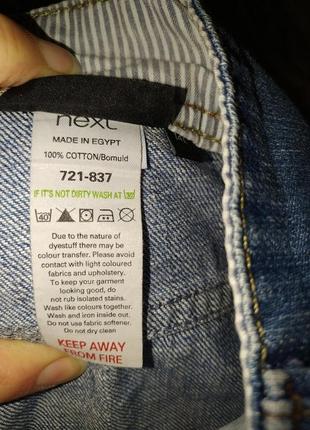 next
MADE IN EGYPT
100% COTTON/Bomuld
721-837
IF IT'S NOT DIRTY WASH AT 30
40
Due to the nature of
dyestuff there may be
colour transfer. Please avoid
contact with light coloured
fabrics and upholstery.
To keep your garment
looking good, do
not rub isolated stains.
Wash like colours together.
Wash and iron inside out.
Do not use fabric softener.
Do not dry clean
KEEP AWAY
FROM FIRE